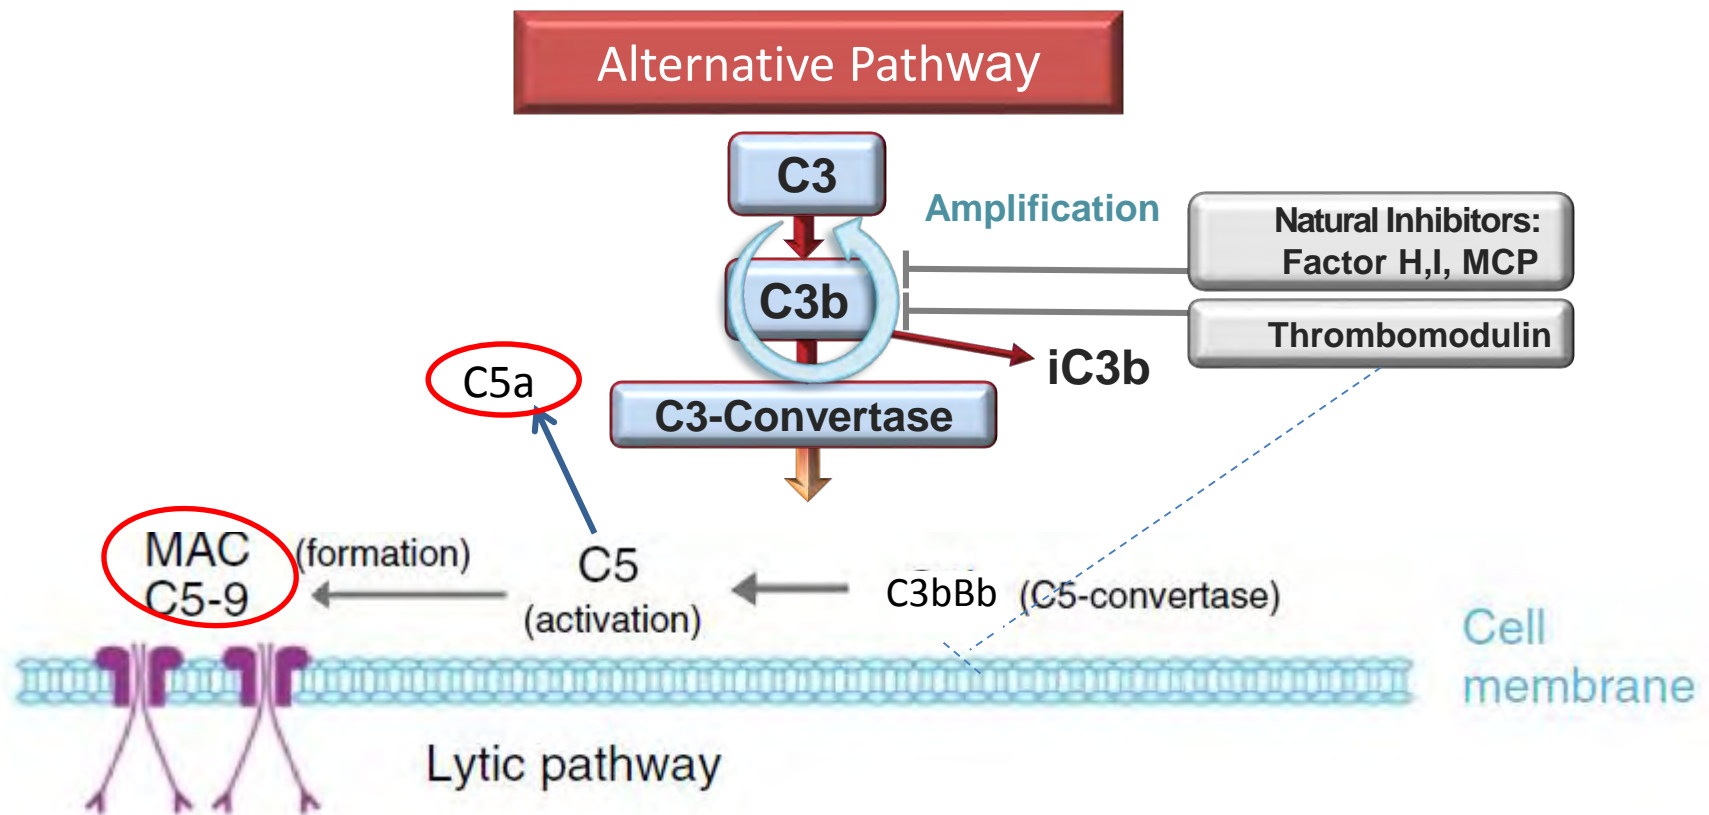 Alternative Pathway
C3
Amplification
Natural Inhibitors:
Factor H,I, MCP
C3b
Thrombomodulin
iC3b
C5a
C3-Convertase
MAC
C5-9
(formation)
C5
(activation)
C3bBb (C5-convertase)
Cell
membrane
Lytic pathway